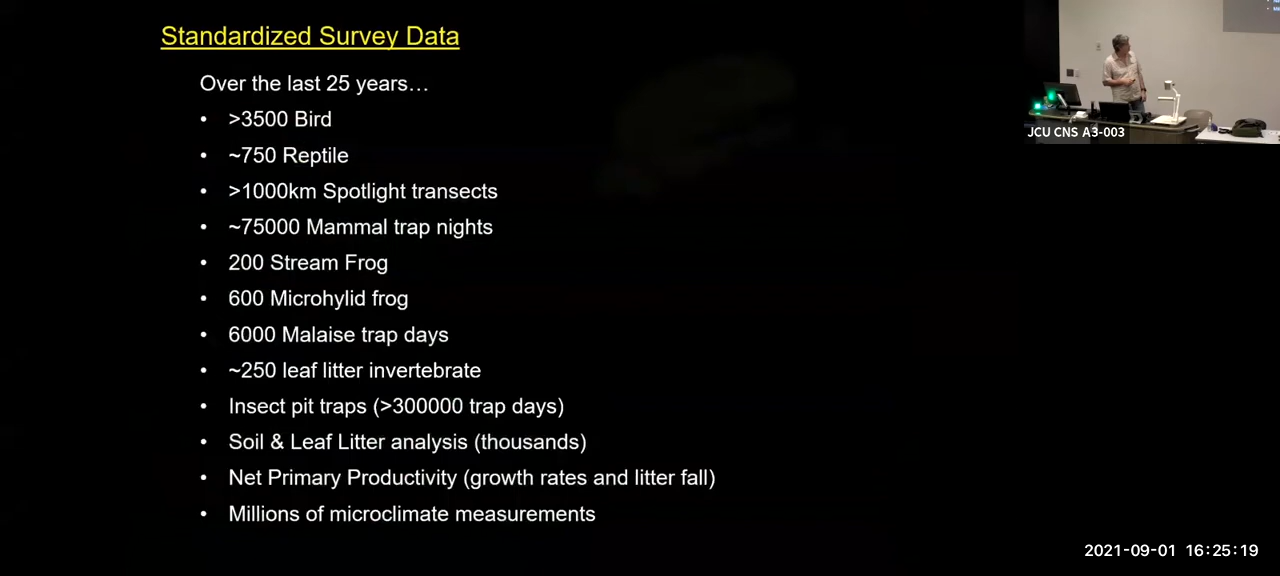 Standardized Survey Data
Over the last 25 years…
• >3500 Bird
• ~750 Reptile
• >1000km Spotlight transects
• ~75000 Mammal trap nights
• 200 Stream Frog
• 600 Microhylid frog
• 6000 Malaise trap days
• ~250 leaf litter invertebrate
• Insect pit traps (>300000 trap days)
• Soil & Leaf Litter analysis (thousands)
• Net Primary Productivity (growth rates and litter fall)
• Millions of microclimate measurements
JCU CNS A3-003
2021-09-01 16:25:19